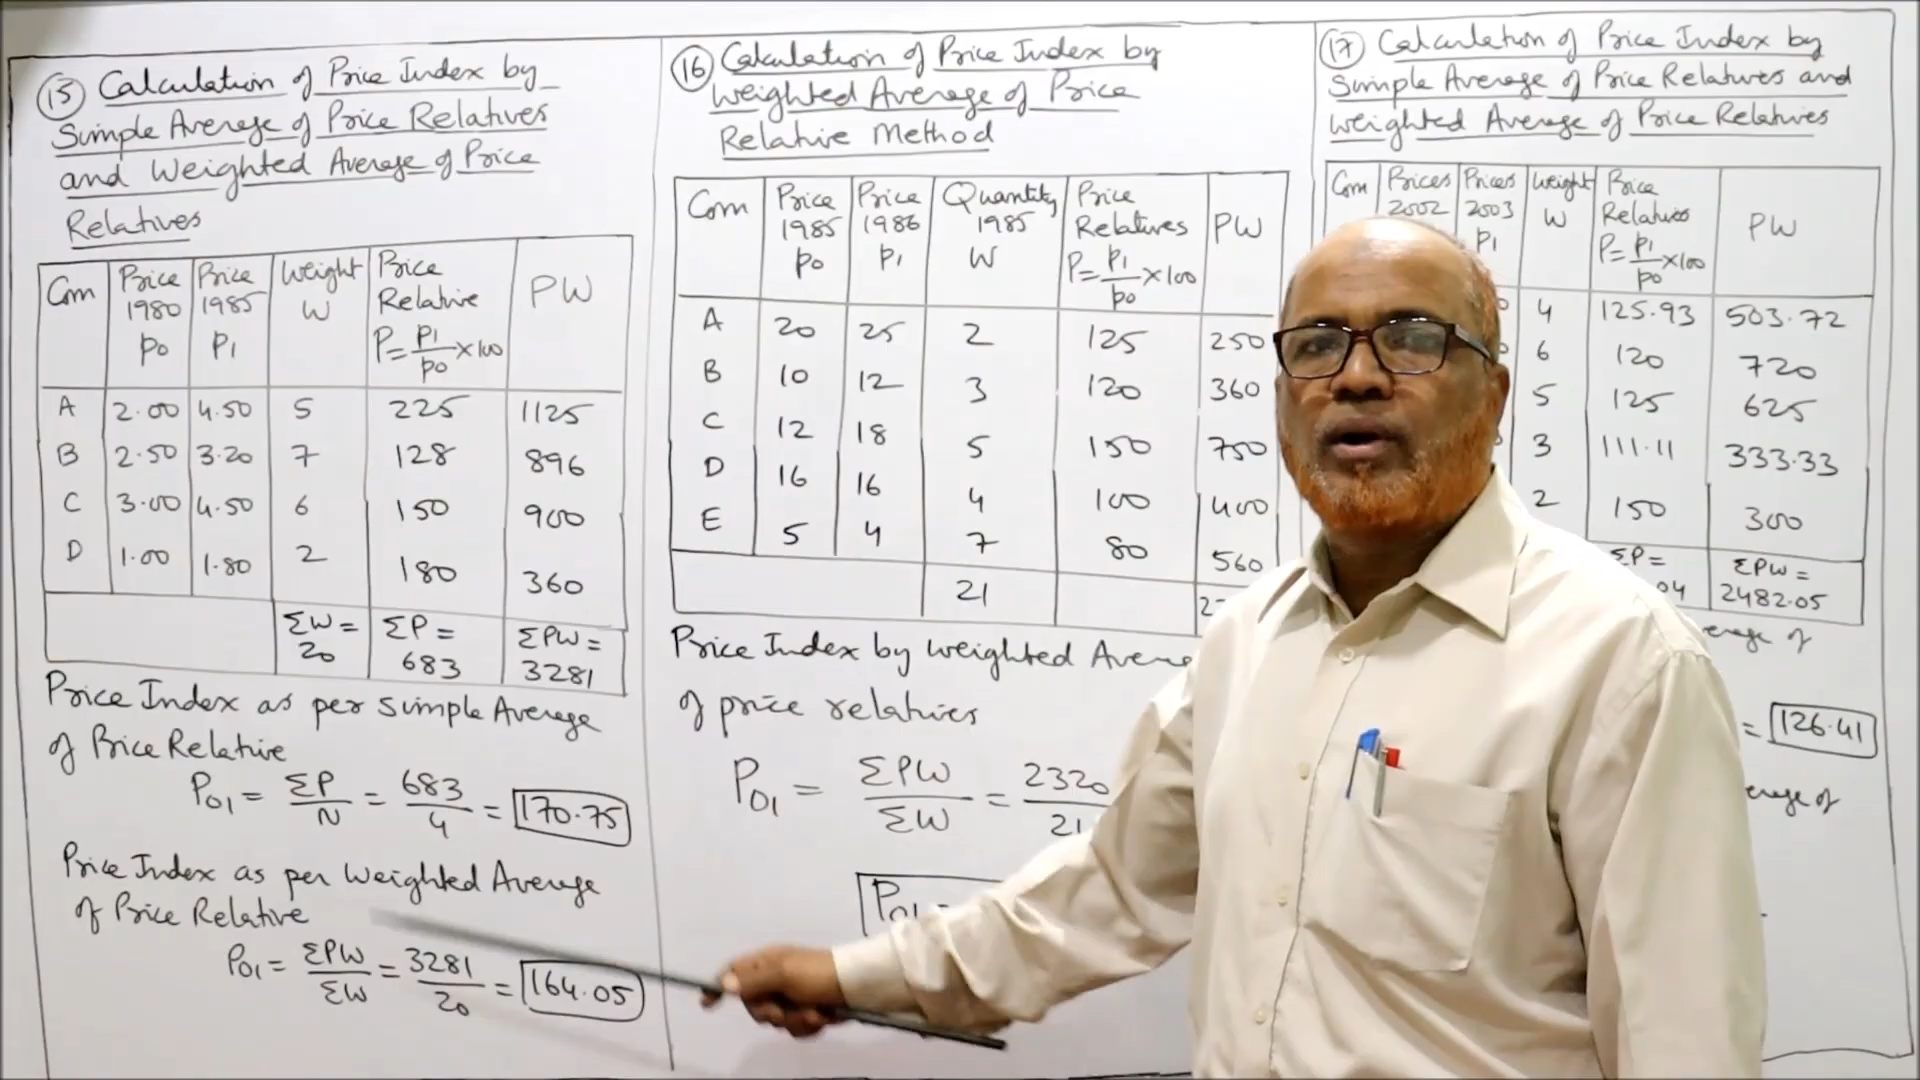 15 Calculation of Price Index by
Simple Average of Price Relatives
and Weighted Average of Price
Relatives
Com | Price 1980 p0 | Price 1985 P1 | Weight W | Price Relative P=p1/p0×100 | PW
A 2.00 4.50 5 225 1125
B 2.50 3.20 7 128 896
C 3.00 4.50 6 150 900
D 1.00 1.80 2 180 360
ΣW=20 ΣP=683 ΣPW=3281
Price Index as per Simple Average
of Price Relative
P01 = ΣP/N = 683/4 = 170.75
Price Index as per Weighted Average
of Price Relative
P01 = ΣPW/ΣW = 3281/20 = 164.05
16 Calculation of Price Index by
Weighted Average of Price
Relative Method
Com | Price 1985 p0 | Price 1986 P1 | Quantity 1985 W | Price Relatives P=p1/p0×100 | PW
A 20 25 2 125 250
B 10 12 3 120 360
C 12 18 5 150 750
D 16 16 4 100 400
E 5 4 7 80 560
21
Price Index by Weighted
of price relatives
P01 = ΣPW/ΣW = 2320/21
P01
17 Calculation of Price Index by
Simple Average of Price Relatives and
Weighted Average of Price Relatives
Com | Prices 2002 | Prices 2003 P1 | Weight W | Price Relatives P=p1/p0×100 | PW
4 125.93 503.72
6 120 720
5 125 625
3 111.11 333.33
2 150 300
ΣP= ΣPW=
2482.05
of
= 126.41
of